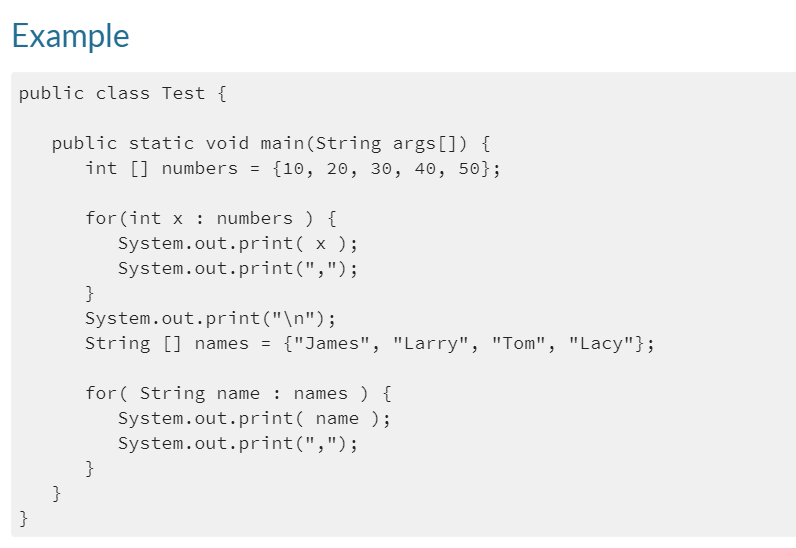 Example
public class Test {
   public static void main(String args[]) {
      int [] numbers = {10, 20, 30, 40, 50};
      for(int x : numbers ) {
         System.out.print( x );
         System.out.print(",");
      }
      System.out.print("\n");
      String [] names = {"James", "Larry", "Tom", "Lacy"};
      for( String name : names ) {
         System.out.print( name );
         System.out.print(",");
      }
   }
}